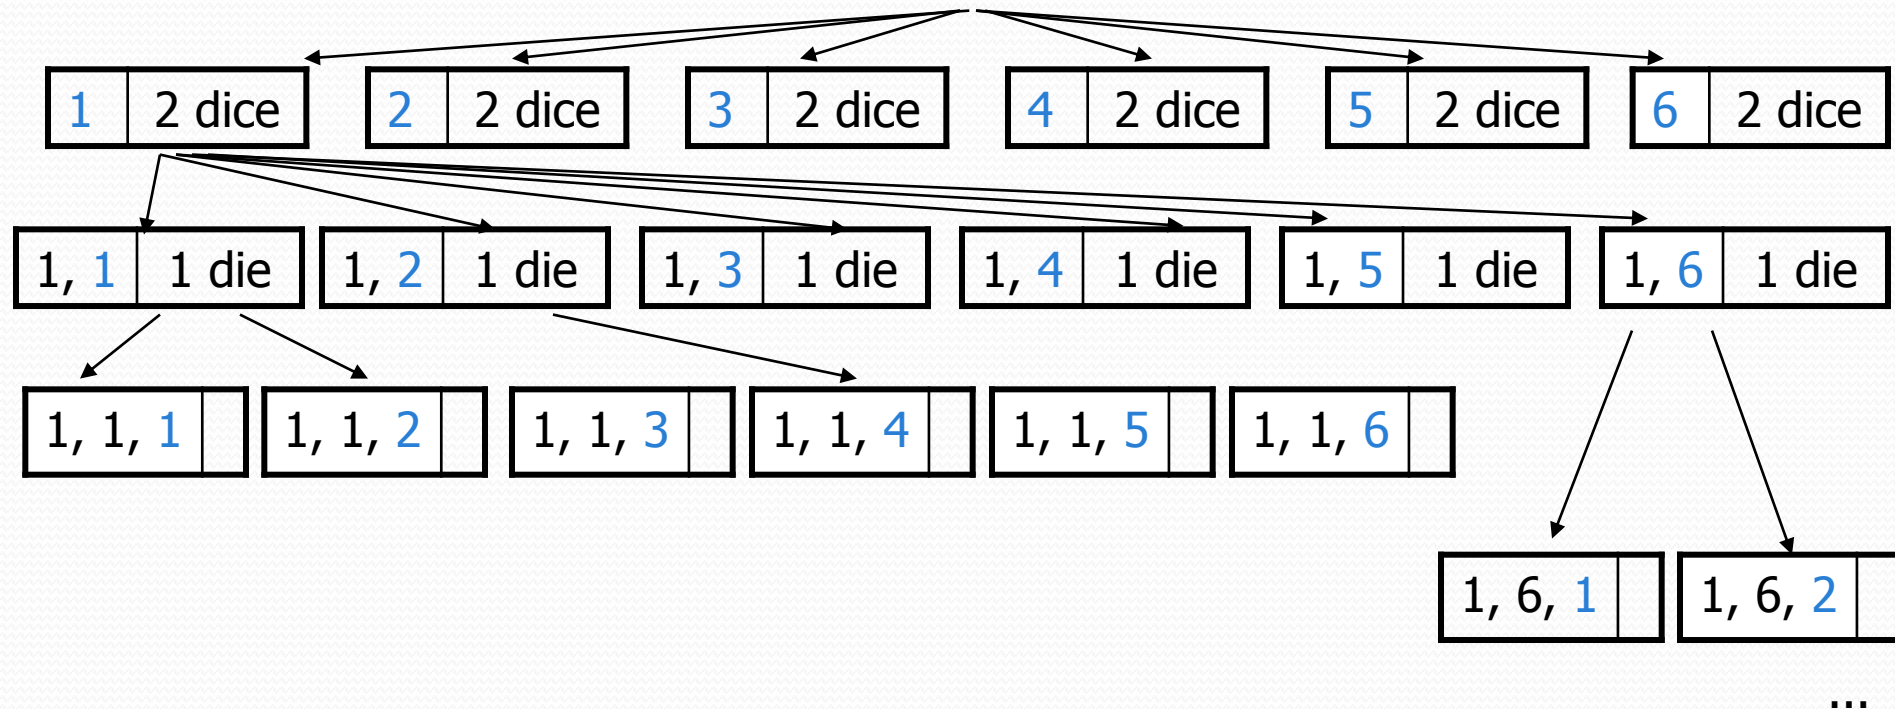 1 2 dice 2 2 dice 3 2 dice 4 2 dice 5 2 dice 6 2 dice
1, 1 1 die 1, 2 1 die 1, 3 1 die 1, 4 1 die 1, 5 1 die 1, 6 1 die
1, 1, 1 1, 1, 2 1, 1, 3 1, 1, 4 1, 1, 5 1, 1, 6
1, 6, 1 1, 6, 2
...